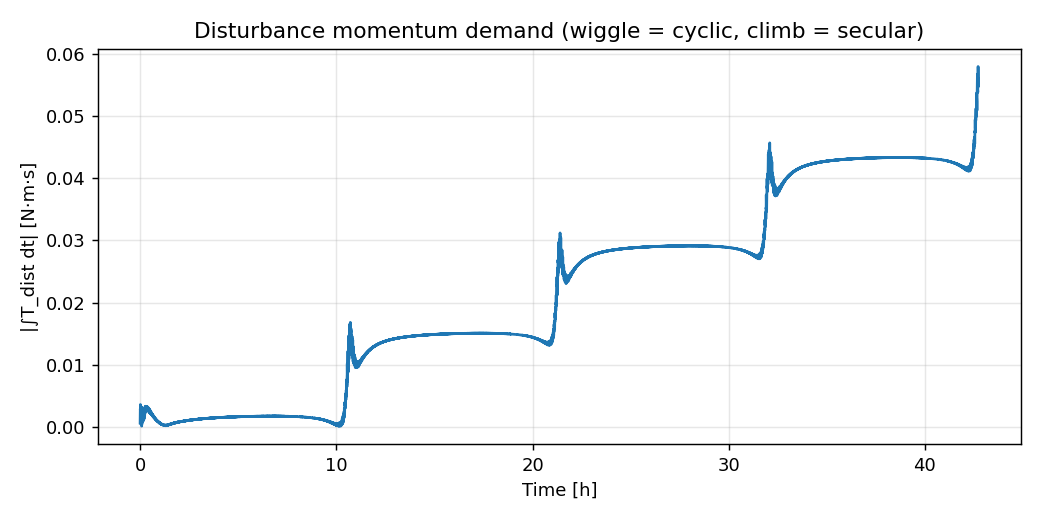 Disturbance momentum demand (wiggle = cyclic, climb = secular)
|∫T_dist dt| [N·m·s]
0.06
0.05
0.04
0.03
0.02
0.01
0.00
0 10 20 30 40
Time [h]